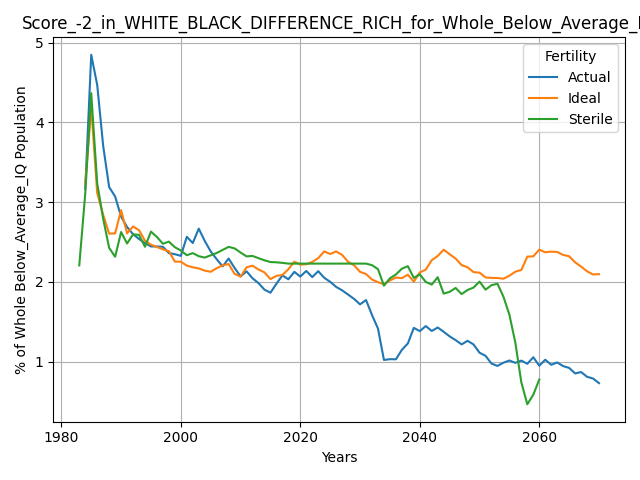 Score_-2_in_WHITE_BLACK_DIFFERENCE_RICH_for_Whole_Below_Average_I
5
4
3
2
1
% of Whole Below_Average_IQ Population
Fertility
Actual
Ideal
Sterile
1980
2000
2020
2040
2060
Years